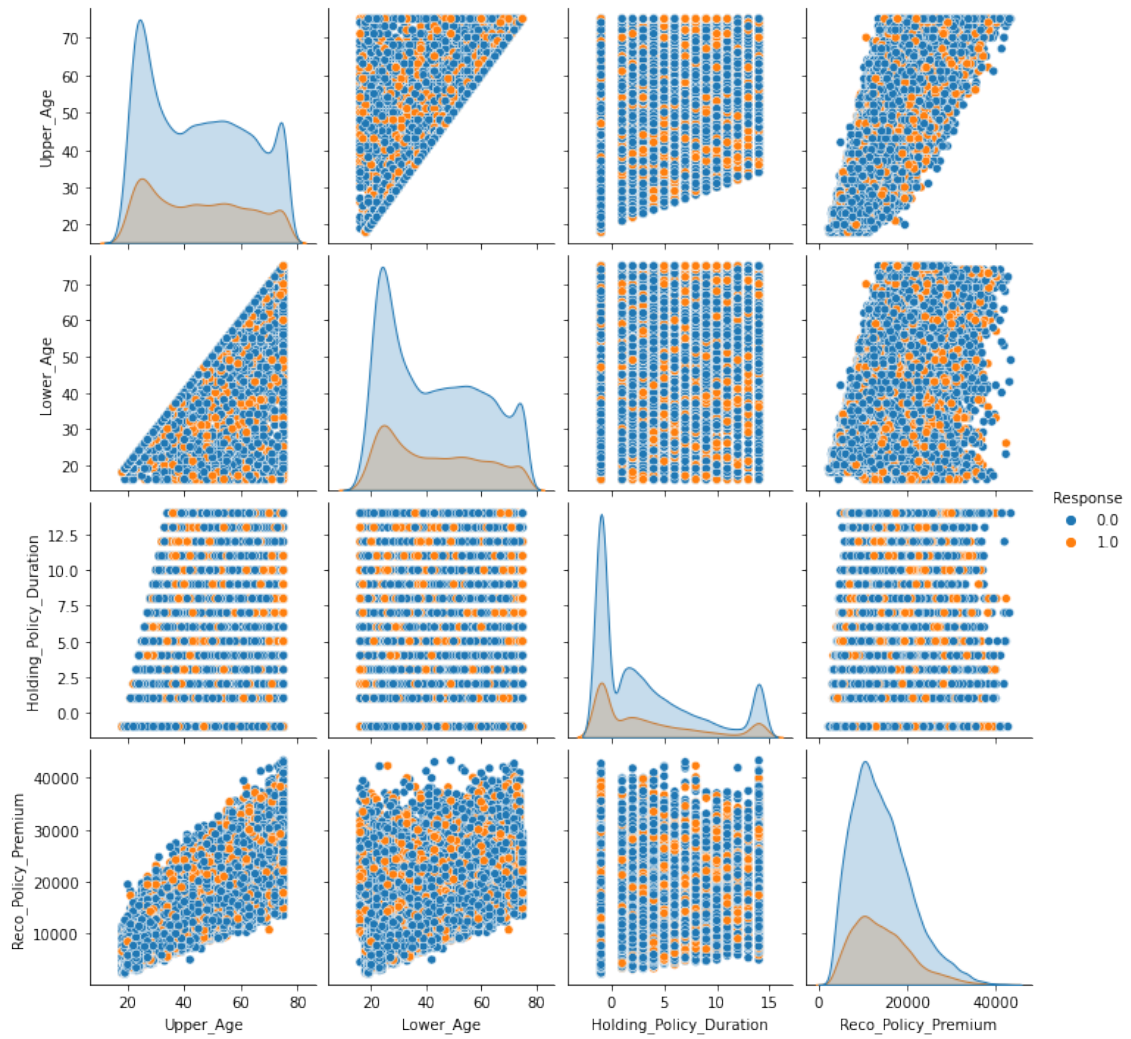 70
60
50
40
30
20
Upper_Age
70
60
50
40
30
20
Lower_Age
Response
0.0
1.0
12.5
10.0
7.5
5.0
2.5
0.0
Holding_Policy_Duration
40000
30000
20000
10000
Reco_Policy_Premium
20 40 60 80
20 40 60 80
0 5 10 15
0 20000 40000
Upper_Age
Lower_Age
Holding_Policy_Duration
Reco_Policy_Premium